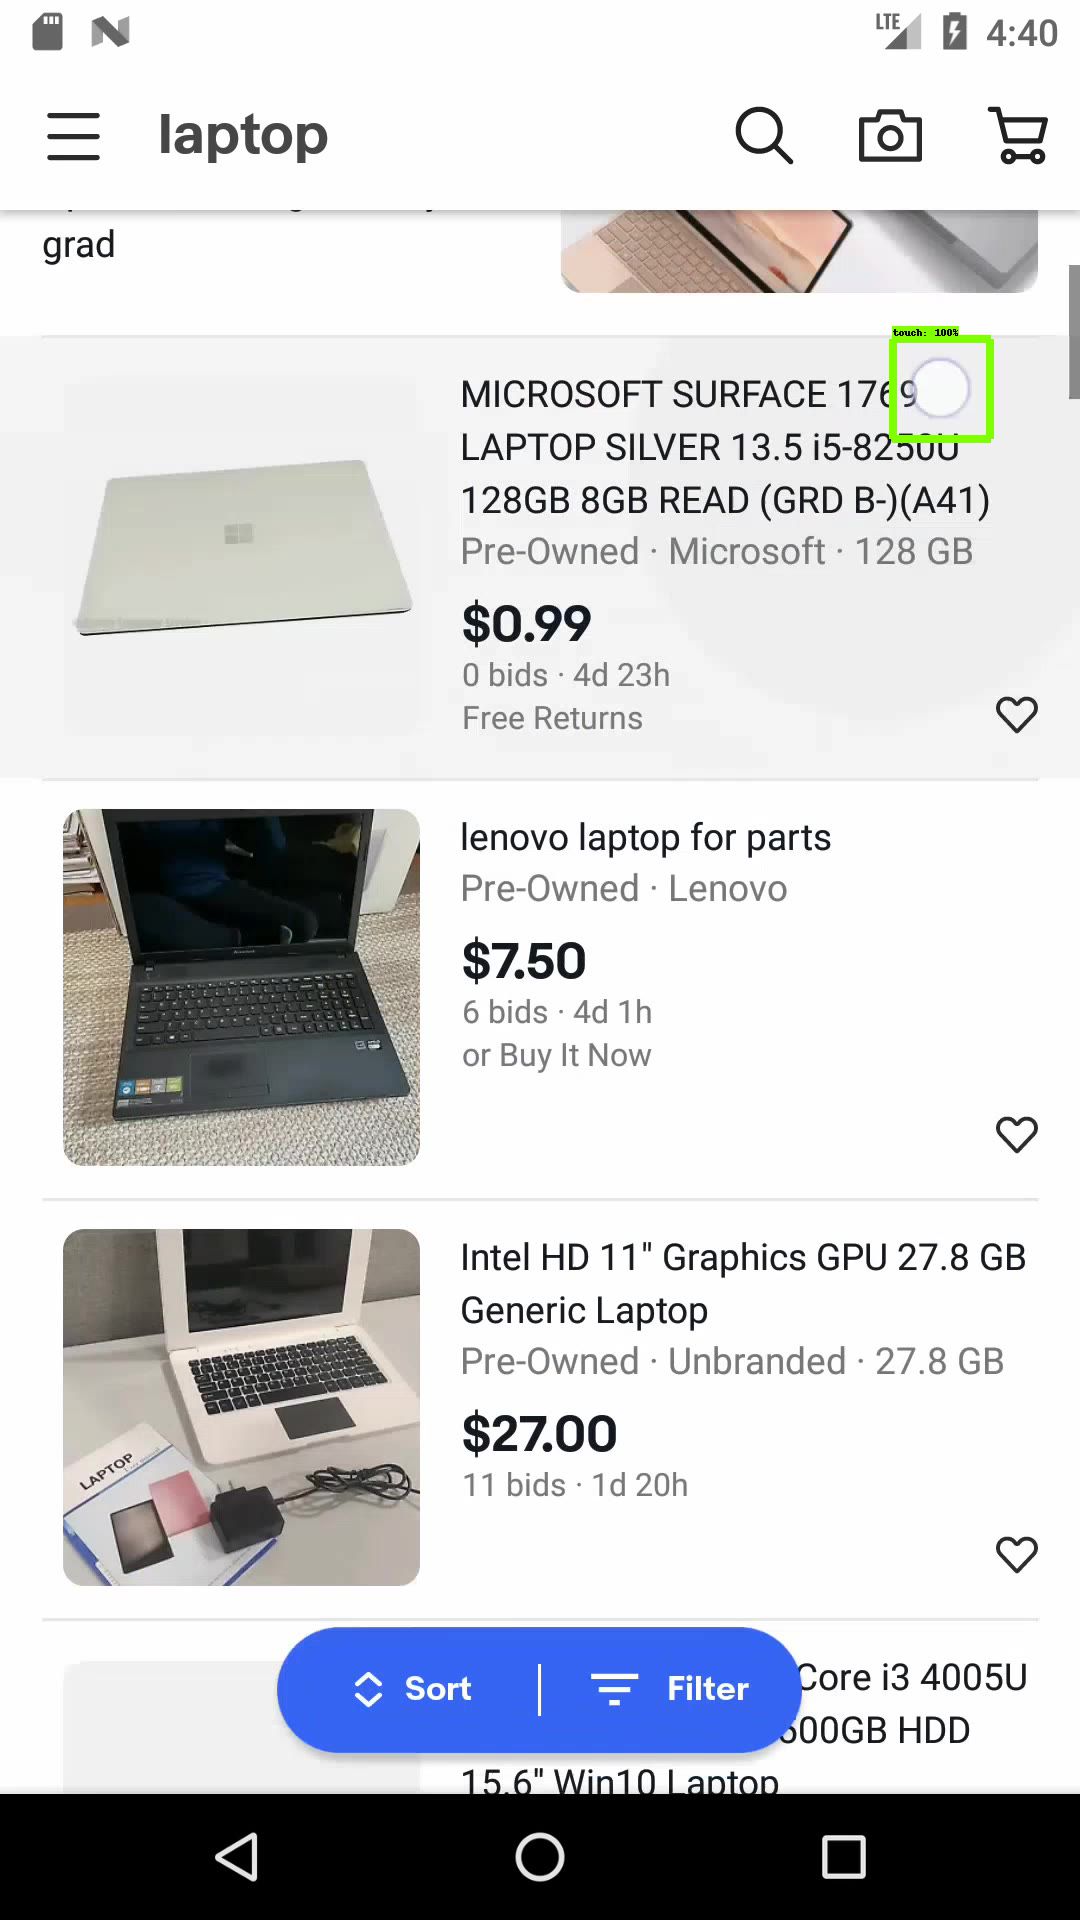 LTE 4:40
laptop
grad
touch: 100%
MICROSOFT SURFACE 1769
LAPTOP SILVER 13.5 i5-8250U
128GB 8GB READ (GRD B-)(A41)
Pre-Owned · Microsoft · 128 GB
$0.99
0 bids · 4d 23h
Free Returns
lenovo laptop for parts
Pre-Owned · Lenovo
$7.50
6 bids · 4d 1h
or Buy It Now
Intel HD 11" Graphics GPU 27.8 GB
Generic Laptop
Pre-Owned · Unbranded · 27.8 GB
LAPTOP
$27.00
11 bids · 1d 20h
Core i3 4005U
500GB HDD
15.6" Win10 Laptop
Sort
Filter